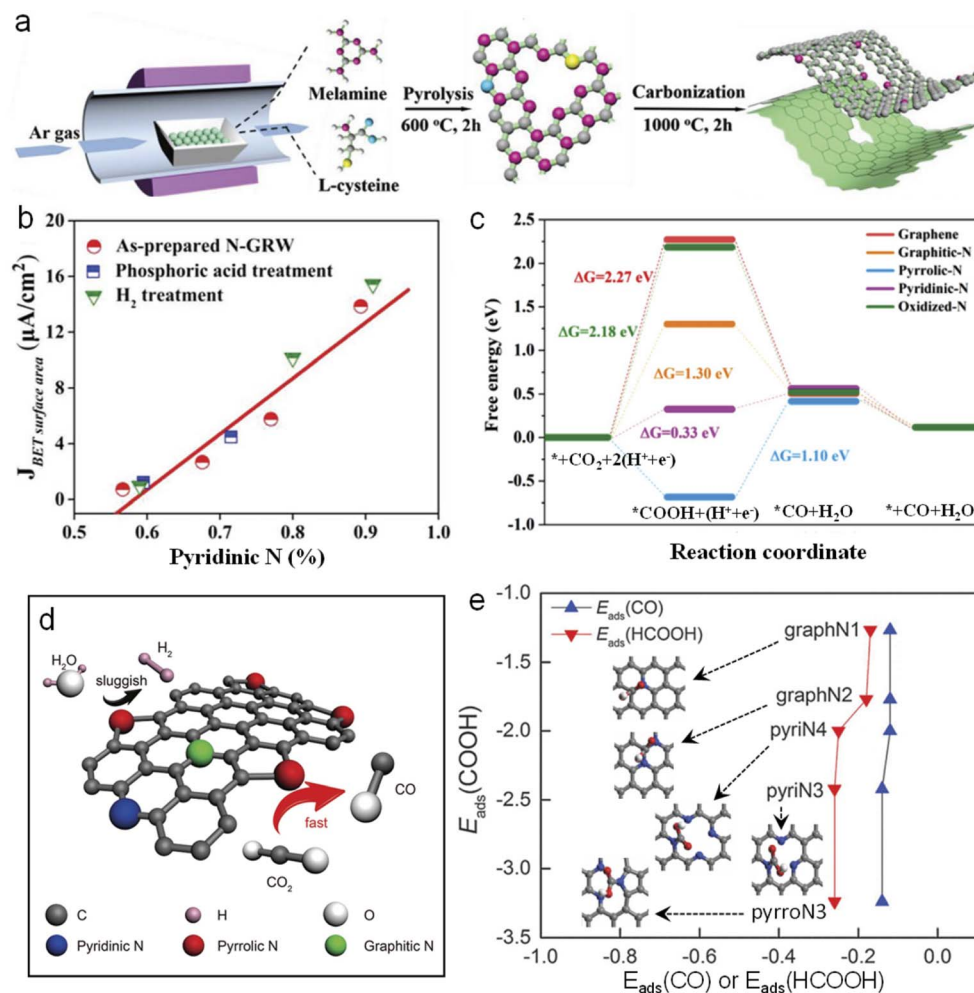 a
Ar gas
Melamine
L-cysteine
Pyrolysis
600 °C, 2h
Carbonization
1000 °C, 2h
b
As-prepared N-GRW
Phosphoric acid treatment
H₂ treatment
J BET surface area (µA/cm²)
20
16
12
8
4
0
0.5 0.6 0.7 0.8 0.9 1.0
Pyridinic N (%)
c
Graphene
Graphitic-N
Pyrrolic-N
Pyridinic-N
Oxidized-N
Free energy (eV)
2.5
2.0
1.5
1.0
0.5
0.0
-0.5
-1.0
ΔG=2.27 eV
ΔG=2.18 eV
ΔG=1.30 eV
ΔG=0.33 eV
ΔG=1.10 eV
*+CO₂+2(H⁺+e⁻)
*COOH+(H⁺+e⁻)
*CO+H₂O
*+CO+H₂O
Reaction coordinate
d
H₂O
H₂
sluggish
CO
fast
CO₂
C
H
O
Pyridinic N
Pyrrolic N
Graphitic N
e
E ads (CO)
E ads (HCOOH)
graphN1
graphN2
pyriN4
pyriN3
pyrroN3
E ads (COOH)
-1.0
-1.5
-2.0
-2.5
-3.0
-3.5
-1.0 -0.8 -0.6 -0.4 -0.2 0.0
E ads (CO) or E ads (HCOOH)